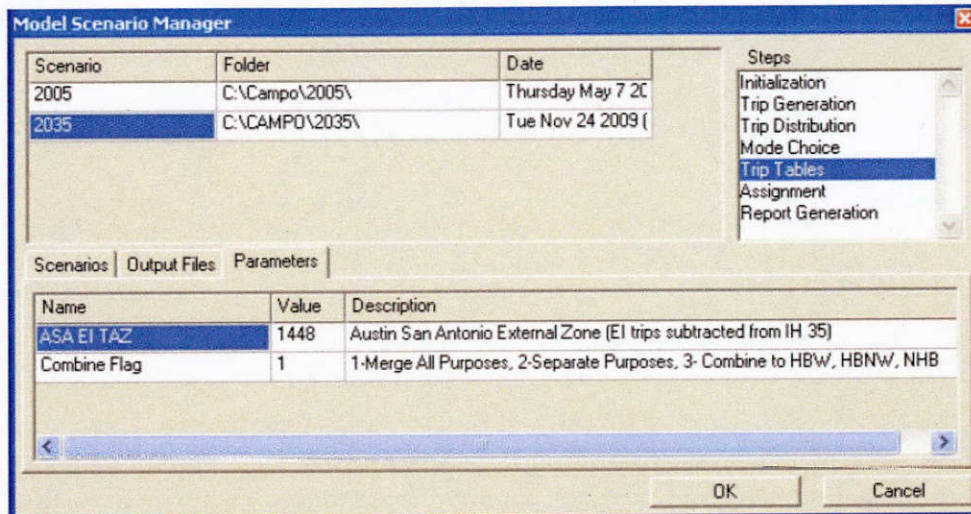 Model Scenario Manager
Scenario Folder Date
2005 C:\Campo\2005\ Thursday May 7 20
2035 C:\CAMPO\2035\ Tue Nov 24 2009 (
Steps
Initialization
Trip Generation
Trip Distribution
Mode Choice
Trip Tables
Assignment
Report Generation
Scenarios Output Files Parameters
Name Value Description
ASA EI TAZ 1448 Austin San Antonio External Zone (EI trips subtracted from IH 35)
Combine Flag 1 1-Merge All Purposes, 2-Separate Purposes, 3- Combine to HBW, HBNW, NHB
OK Cancel